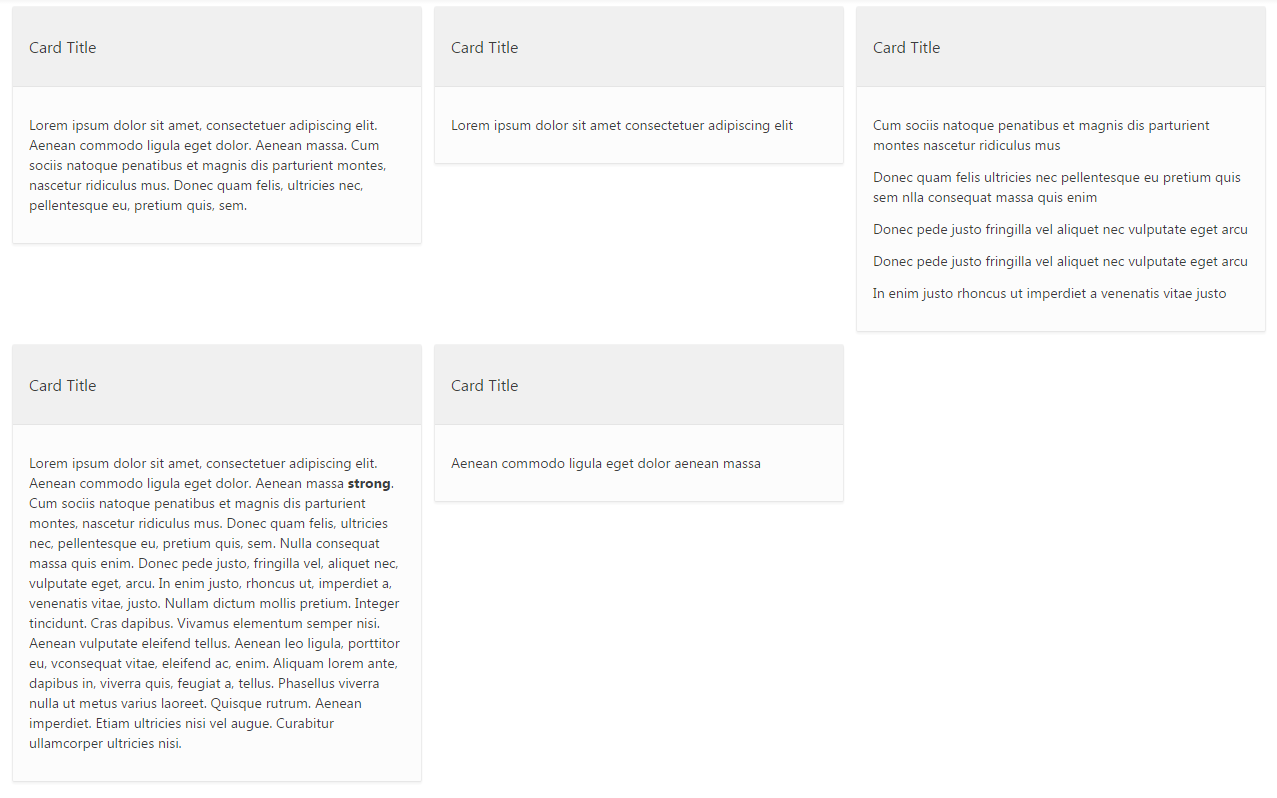 Card Title
Lorem ipsum dolor sit amet, consectetuer adipiscing elit.
Aenean commodo ligula eget dolor. Aenean massa. Cum
sociis natoque penatibus et magnis dis parturient montes,
nascetur ridiculus mus. Donec quam felis, ultricies nec,
pellentesque eu, pretium quis, sem.
Card Title
Lorem ipsum dolor sit amet consectetuer adipiscing elit
Card Title
Cum sociis natoque penatibus et magnis dis parturient
montes nascetur ridiculus mus
Donec quam felis ultricies nec pellentesque eu pretium quis
sem nlla consequat massa quis enim
Donec pede justo fringilla vel aliquet nec vulputate eget arcu
Donec pede justo fringilla vel aliquet nec vulputate eget arcu
In enim justo rhoncus ut imperdiet a venenatis vitae justo
Card Title
Lorem ipsum dolor sit amet, consectetuer adipiscing elit.
Aenean commodo ligula eget dolor. Aenean massa strong.
Cum sociis natoque penatibus et magnis dis parturient
montes, nascetur ridiculus mus. Donec quam felis, ultricies
nec, pellentesque eu, pretium quis, sem. Nulla consequat
massa quis enim. Donec pede justo, fringilla vel, aliquet nec,
vulputate eget, arcu. In enim justo, rhoncus ut, imperdiet a,
venenatis vitae, justo. Nullam dictum mollis pretium. Integer
tincidunt. Cras dapibus. Vivamus elementum semper nisi.
Aenean vulputate eleifend tellus. Aenean leo ligula, porttitor
eu, vconsequat vitae, eleifend ac, enim. Aliquam lorem ante,
dapibus in, viverra quis, feugiat a, tellus. Phasellus viverra
nulla ut metus varius laoreet. Quisque rutrum. Aenean
imperdiet. Etiam ultricies nisi vel augue. Curabitur
ullamcorper ultricies nisi.
Card Title
Aenean commodo ligula eget dolor aenean massa